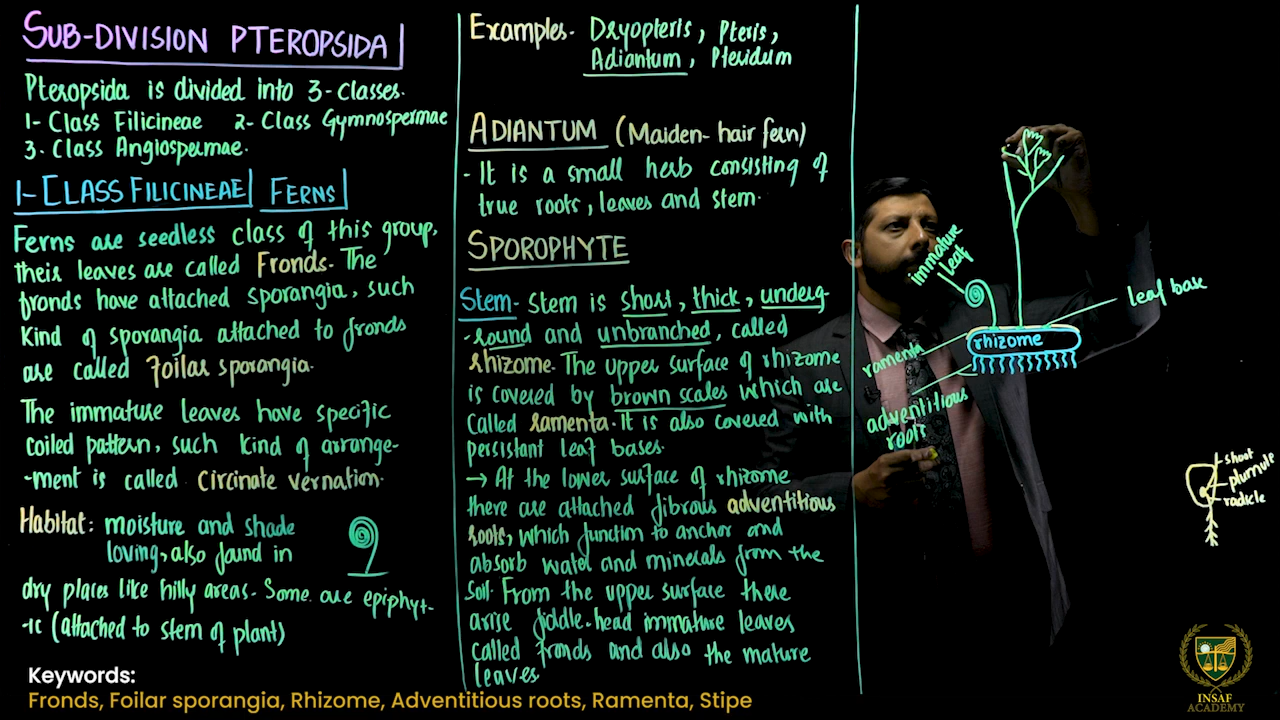 SUB-DIVISION PTEROPSIDA
Pteropsida is divided into 3-classes.
1- Class Filicineae 2- Class Gymnospermae
3. Class Angiospermae.
1-CLASS FILICINEAE FERNS
Ferns are seedless class of this group,
their leaves are called Fronds. The
fronds have attached sporangia, such
Kind of sporangia attached to fronds
are called Foilar sporangia.
The immature leaves have specific
coiled pattern, such kind of arrange-
-ment is called circinate vernation.
Habitat: moisture and shade
loving, also found in
dry places like hilly areas. Some are epiphyt-
-ic (attached to stem of plant)
Examples- Dryopteris, Pteris,
Adiantum, Pteridum
ADIANTUM (Maiden-hair fern)
- It is a small herb consisting of
true roots, leaves and stem.
SPOROPHYTE
Stem- Stem is short, thick, underg-
-round and unbranched, called
rhizome. The upper surface of rhizome
is covered by brown scales which are
Called ramenta. It is also covered with
persistant leaf bases.
→ At the lower surface of rhizome
there are attached fibrous adventitious
roots, which function to anchor and
absorb water and minerals from the
soil. From the upper surface there
arise fiddle-head immature leaves
called fronds and also the mature
leaves.
immature
leaf
leaf base
rhizome
ramenta
adventitious
roots
shoot
plumule
radicle
Keywords:
Fronds, Foilar sporangia, Rhizome, Adventitious roots, Ramenta, Stipe
INSAF
ACADEMY